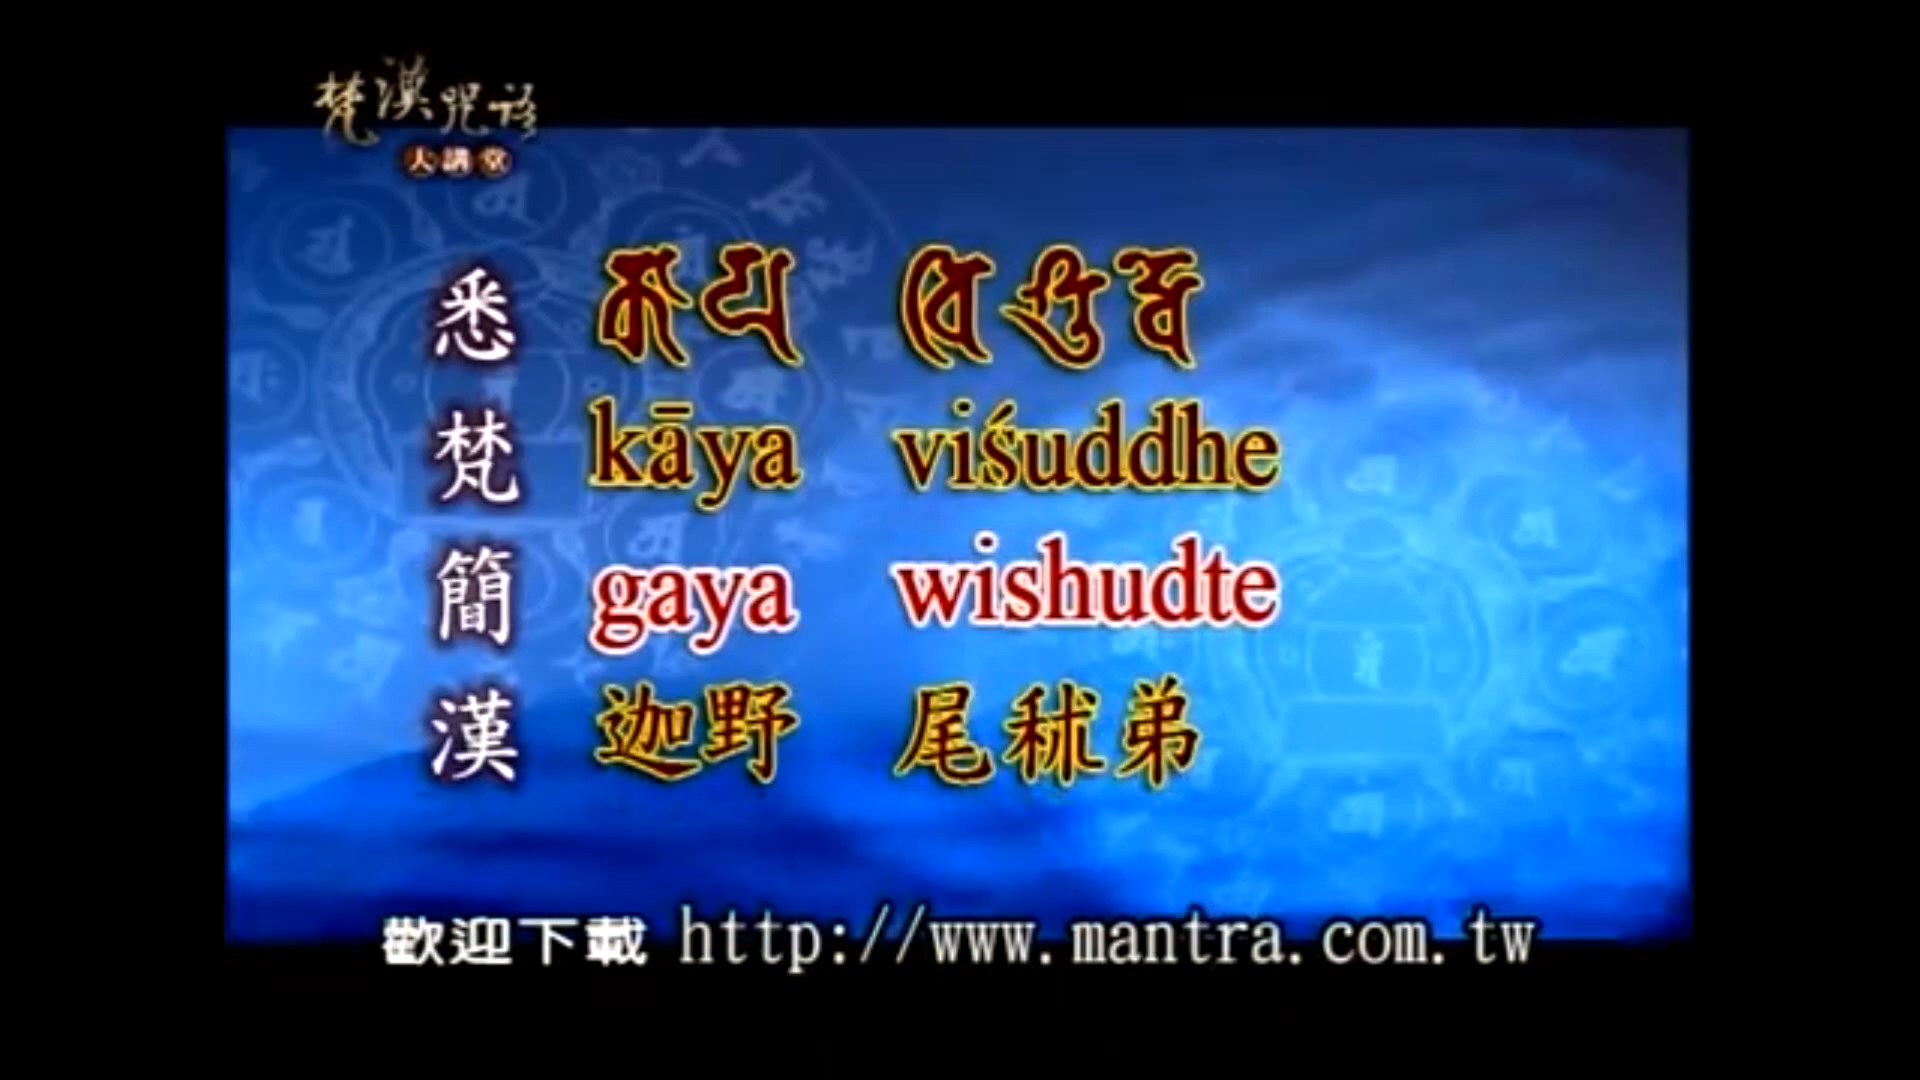 梵漢咒語
大講堂
悉 𑖎𑖯𑖧 𑖪𑖰𑖫𑖲𑖟𑖿𑖠𑖸
梵 kāya viśuddhe
簡 gaya wishudte
漢 迦野 尾秫弟
歡迎下載 http://www.mantra.com.tw